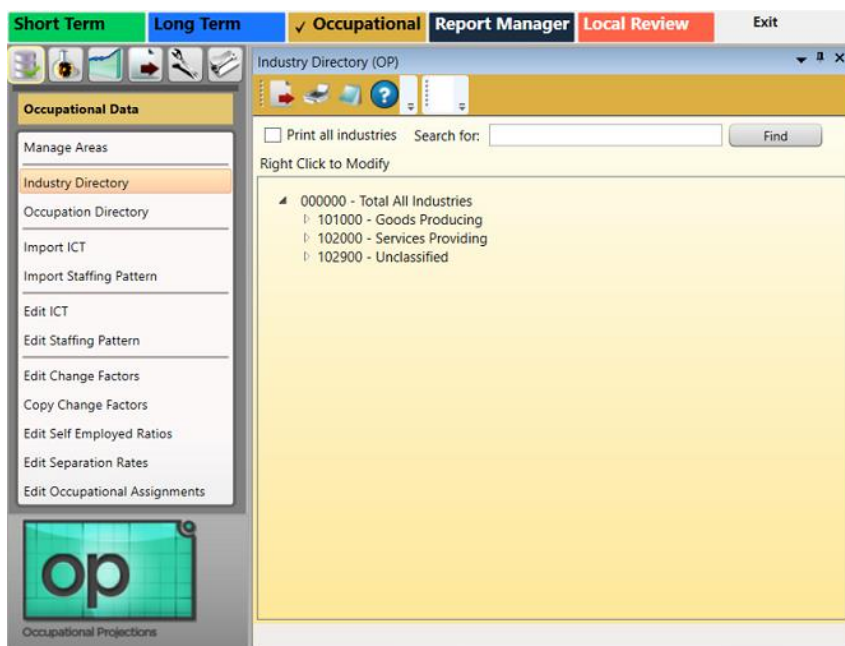 Short Term Long Term ✓ Occupational Report Manager Local Review Exit
Industry Directory (OP)
Occupational Data
Manage Areas
Industry Directory
Occupation Directory
Import ICT
Import Staffing Pattern
Edit ICT
Edit Staffing Pattern
Edit Change Factors
Copy Change Factors
Edit Self Employed Ratios
Edit Separation Rates
Edit Occupational Assignments
op
Occupational Projections
Print all industries Search for: Find
Right Click to Modify
000000 - Total All Industries
101000 - Goods Producing
102000 - Services Providing
102900 - Unclassified